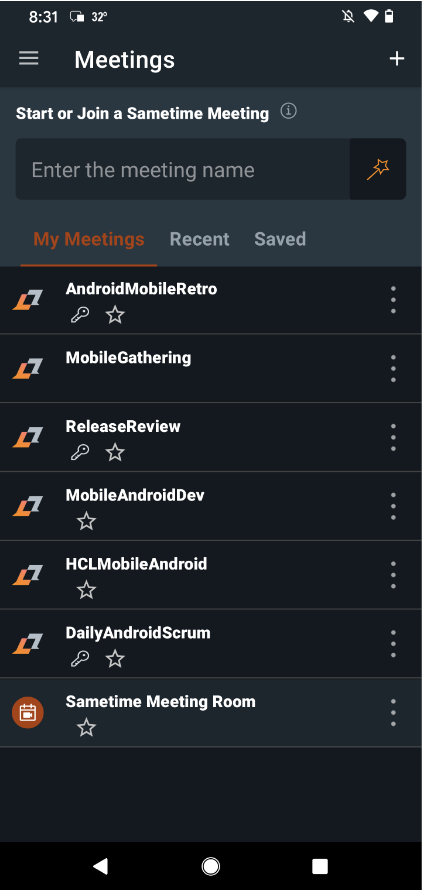 8:31 32°
Meetings
Start or Join a Sametime Meeting
Enter the meeting name
My Meetings Recent Saved
AndroidMobileRetro
MobileGathering
ReleaseReview
MobileAndroidDev
HCLMobileAndroid
DailyAndroidScrum
Sametime Meeting Room